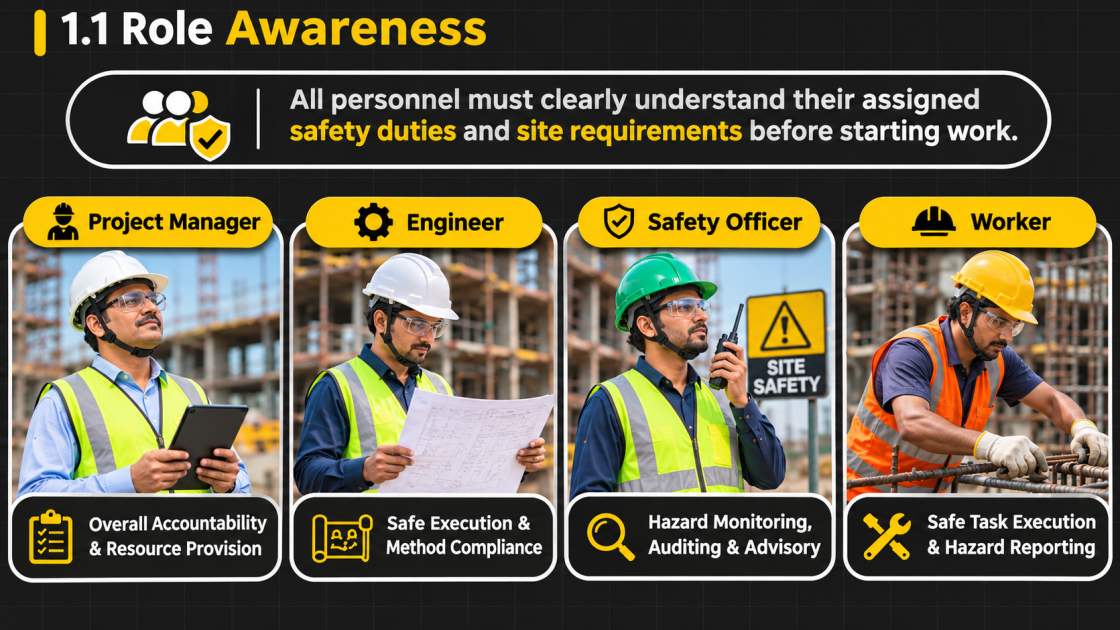 1.1 Role Awareness
All personnel must clearly understand their assigned
safety duties and site requirements before starting work.
Project Manager
Overall Accountability
& Resource Provision
Engineer
Safe Execution &
Method Compliance
Safety Officer
SITE
SAFETY
Hazard Monitoring,
Auditing & Advisory
Worker
Safe Task Execution
& Hazard Reporting